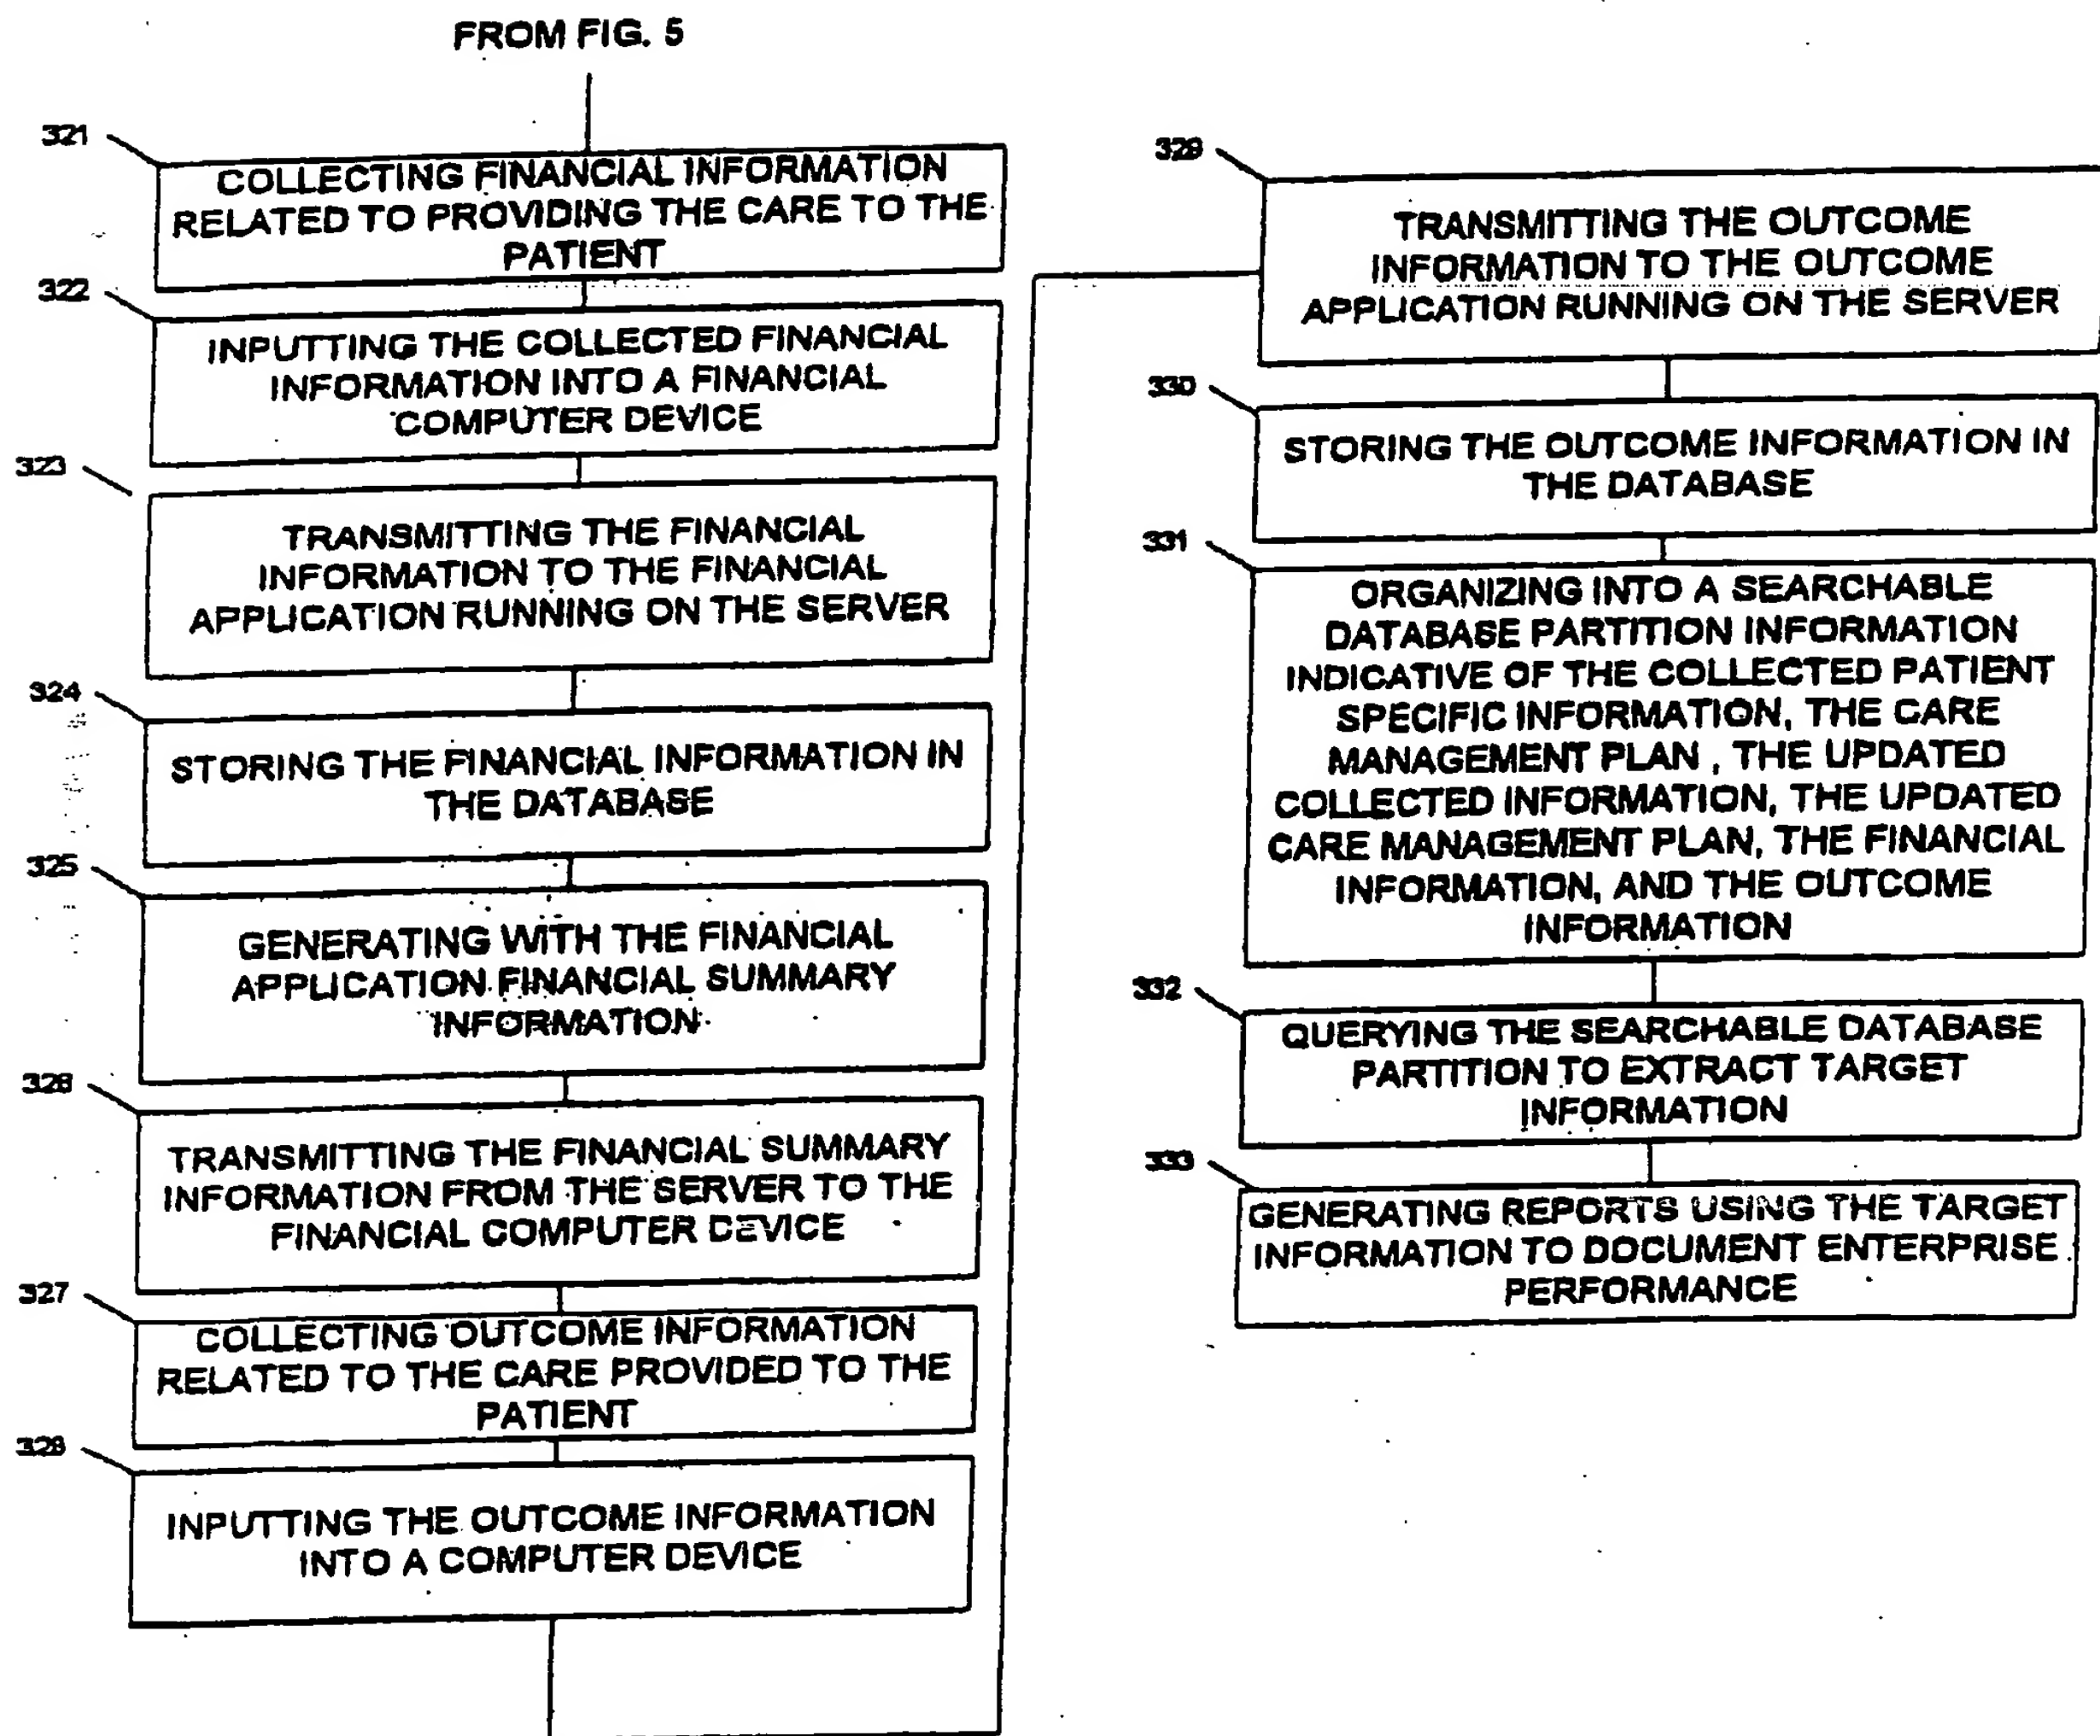 FROM FIG. 5
321
COLLECTING FINANCIAL INFORMATION
RELATED TO PROVIDING THE CARE TO THE
PATIENT
322
INPUTTING THE COLLECTED FINANCIAL
INFORMATION INTO A FINANCIAL
COMPUTER DEVICE
323
TRANSMITTING THE FINANCIAL
INFORMATION TO THE FINANCIAL
APPLICATION RUNNING ON THE SERVER
324
STORING THE FINANCIAL INFORMATION IN
THE DATABASE
325
GENERATING WITH THE FINANCIAL
APPLICATION FINANCIAL SUMMARY
INFORMATION
326
TRANSMITTING THE FINANCIAL SUMMARY
INFORMATION FROM THE SERVER TO THE
FINANCIAL COMPUTER DEVICE
327
COLLECTING OUTCOME INFORMATION
RELATED TO THE CARE PROVIDED TO THE
PATIENT
328
INPUTTING THE OUTCOME INFORMATION
INTO A COMPUTER DEVICE
329
TRANSMITTING THE OUTCOME
INFORMATION TO THE OUTCOME
APPLICATION RUNNING ON THE SERVER
330
STORING THE OUTCOME INFORMATION IN
THE DATABASE
331
ORGANIZING INTO A SEARCHABLE
DATABASE PARTITION INFORMATION
INDICATIVE OF THE COLLECTED PATIENT
SPECIFIC INFORMATION, THE CARE
MANAGEMENT PLAN , THE UPDATED
COLLECTED INFORMATION, THE UPDATED
CARE MANAGEMENT PLAN, THE FINANCIAL
INFORMATION, AND THE OUTCOME
INFORMATION
332
QUERYING THE SEARCHABLE DATABASE
PARTITION TO EXTRACT TARGET
INFORMATION
333
GENERATING REPORTS USING THE TARGET
INFORMATION TO DOCUMENT ENTERPRISE
PERFORMANCE